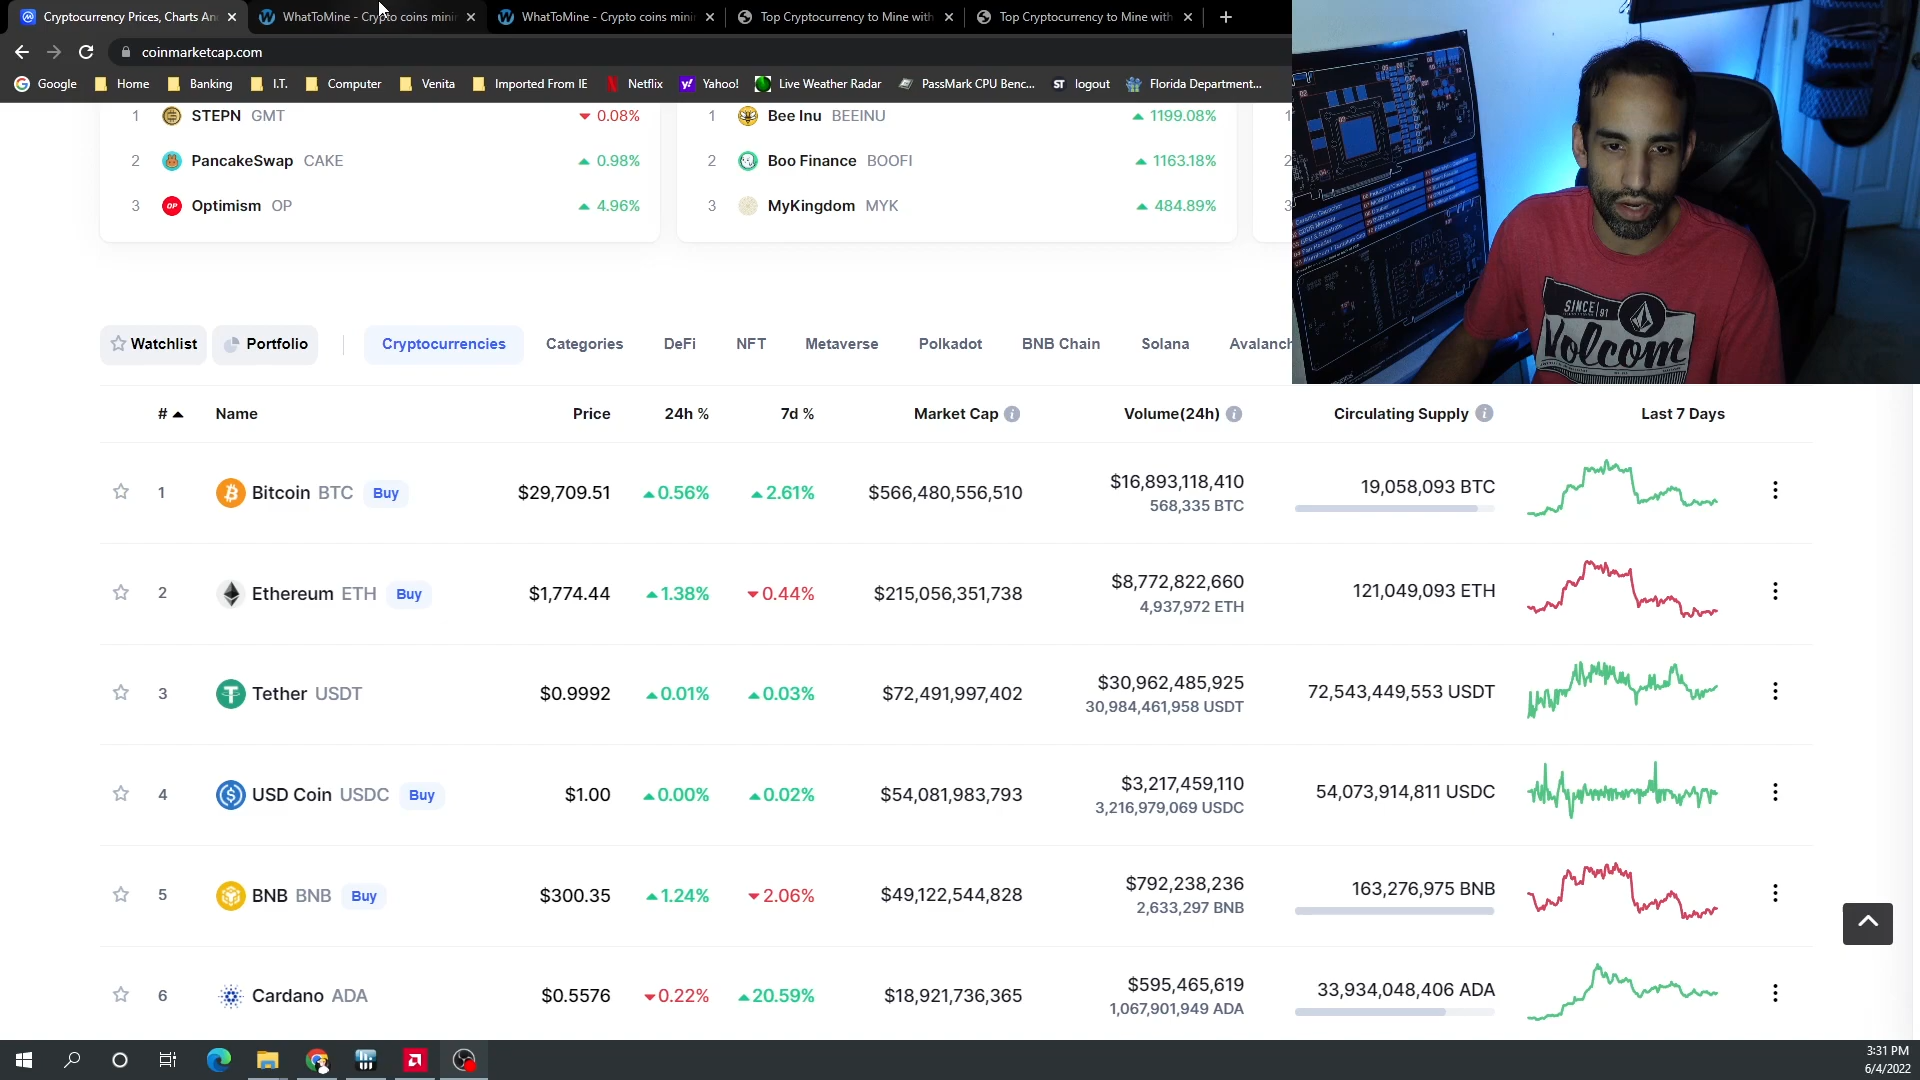 Cryptocurrency Prices, Charts An
WhatToMine - Crypto coins mini
WhatToMine - Crypto coins mini
Top Cryptocurrency to Mine with
Top Cryptocurrency to Mine with
coinmarketcap.com
Google Home Banking I.T. Computer Venita Imported From IE Netflix Yahoo! Live Weather Radar PassMark CPU Benc... ST logout Florida Department...
1 STEPN GMT 0.08%
2 PancakeSwap CAKE 0.98%
3 OP Optimism OP 4.96%
1 Bee Inu BEEINU 1199.08%
2 Boo Finance BOOFI 1163.18%
3 MyKingdom MYK 484.89%
SINCE 91
Volcom
Watchlist Portfolio Cryptocurrencies Categories DeFi NFT Metaverse Polkadot BNB Chain Solana Avalanch
# Name Price 24h % 7d % Market Cap Volume(24h) Circulating Supply Last 7 Days
1 Bitcoin BTC Buy $29,709.51 0.56% 2.61% $566,480,556,510 $16,893,118,410 19,058,093 BTC
568,335 BTC
2 Ethereum ETH Buy $1,774.44 1.38% 0.44% $215,056,351,738 $8,772,822,660 121,049,093 ETH
4,937,972 ETH
3 Tether USDT $0.9992 0.01% 0.03% $72,491,997,402 $30,962,485,925 72,543,449,553 USDT
30,984,461,958 USDT
4 USD Coin USDC Buy $1.00 0.00% 0.02% $54,081,983,793 $3,217,459,110 54,073,914,811 USDC
3,216,979,069 USDC
5 BNB BNB Buy $300.35 1.24% 2.06% $49,122,544,828 $792,238,236 163,276,975 BNB
2,633,297 BNB
6 Cardano ADA $0.5576 0.22% 20.59% $18,921,736,365 $595,465,619 33,934,048,406 ADA
1,067,901,949 ADA
3:31 PM
6/4/2022